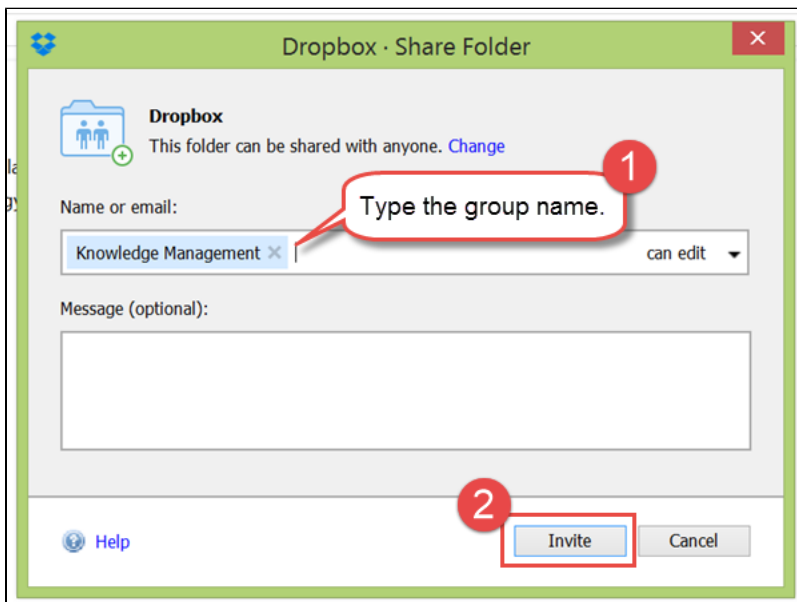 Dropbox · Share Folder
Dropbox
This folder can be shared with anyone. Change
1
Name or email:
Type the group name.
Knowledge Management
can edit
Message (optional):
2
Help
Invite
Cancel